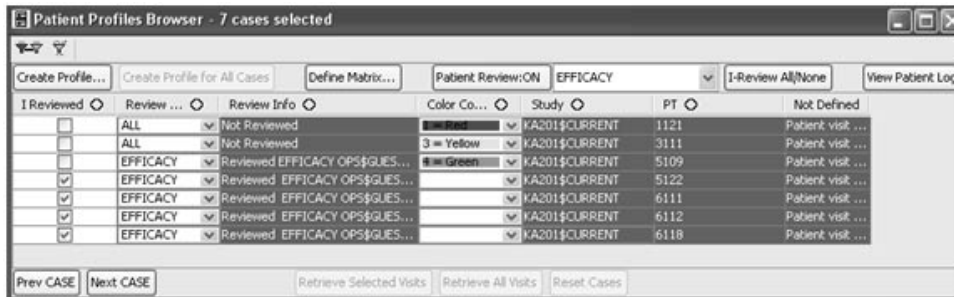 Patient Profiles Browser - 7 cases selected
Create Profile... Create Profile for All Cases Define Matrix... Patient Review:ON EFFICACY I-Review All/None View Patient Log
I Reviewed Review ... Review Info Color Co... Study PT Not Defined
ALL Not Reviewed 1 = Red KA201$CURRENT 1121 Patient visit ...
ALL Not Reviewed 3 = Yellow KA201$CURRENT 3111 Patient visit ...
EFFICACY Reviewed EFFICACY OPS$GUES... 4 = Green KA201$CURRENT 5109 Patient visit ...
EFFICACY Reviewed EFFICACY OPS$GUES... KA201$CURRENT 5122 Patient visit ...
EFFICACY Reviewed EFFICACY OPS$GUES... KA201$CURRENT 6111 Patient visit ...
EFFICACY Reviewed EFFICACY OPS$GUES... KA201$CURRENT 6112 Patient visit ...
EFFICACY Reviewed EFFICACY OPS$GUES... KA201$CURRENT 6118 Patient visit ...
Prev CASE Next CASE Retrieve Selected Visits Retrieve All Visits Reset Cases